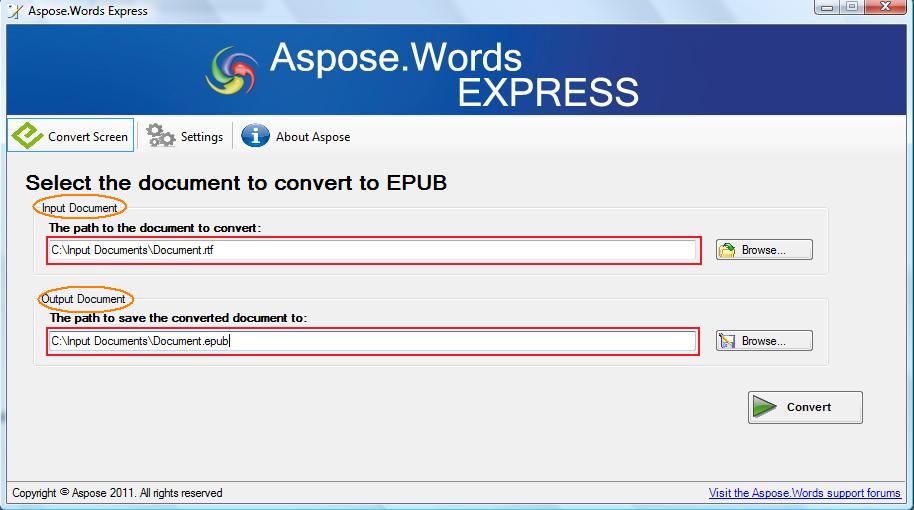 Aspose.Words Express
Aspose.Words
EXPRESS
Convert Screen
Settings
About Aspose
Select the document to convert to EPUB
Input Document
The path to the document to convert:
C:\Input Documents\Document.rtf
Browse...
Output Document
The path to save the converted document to:
C:\Input Documents\Document.epub
Browse...
Convert
Copyright © Aspose 2011. All rights reserved
Visit the Aspose.Words support forums